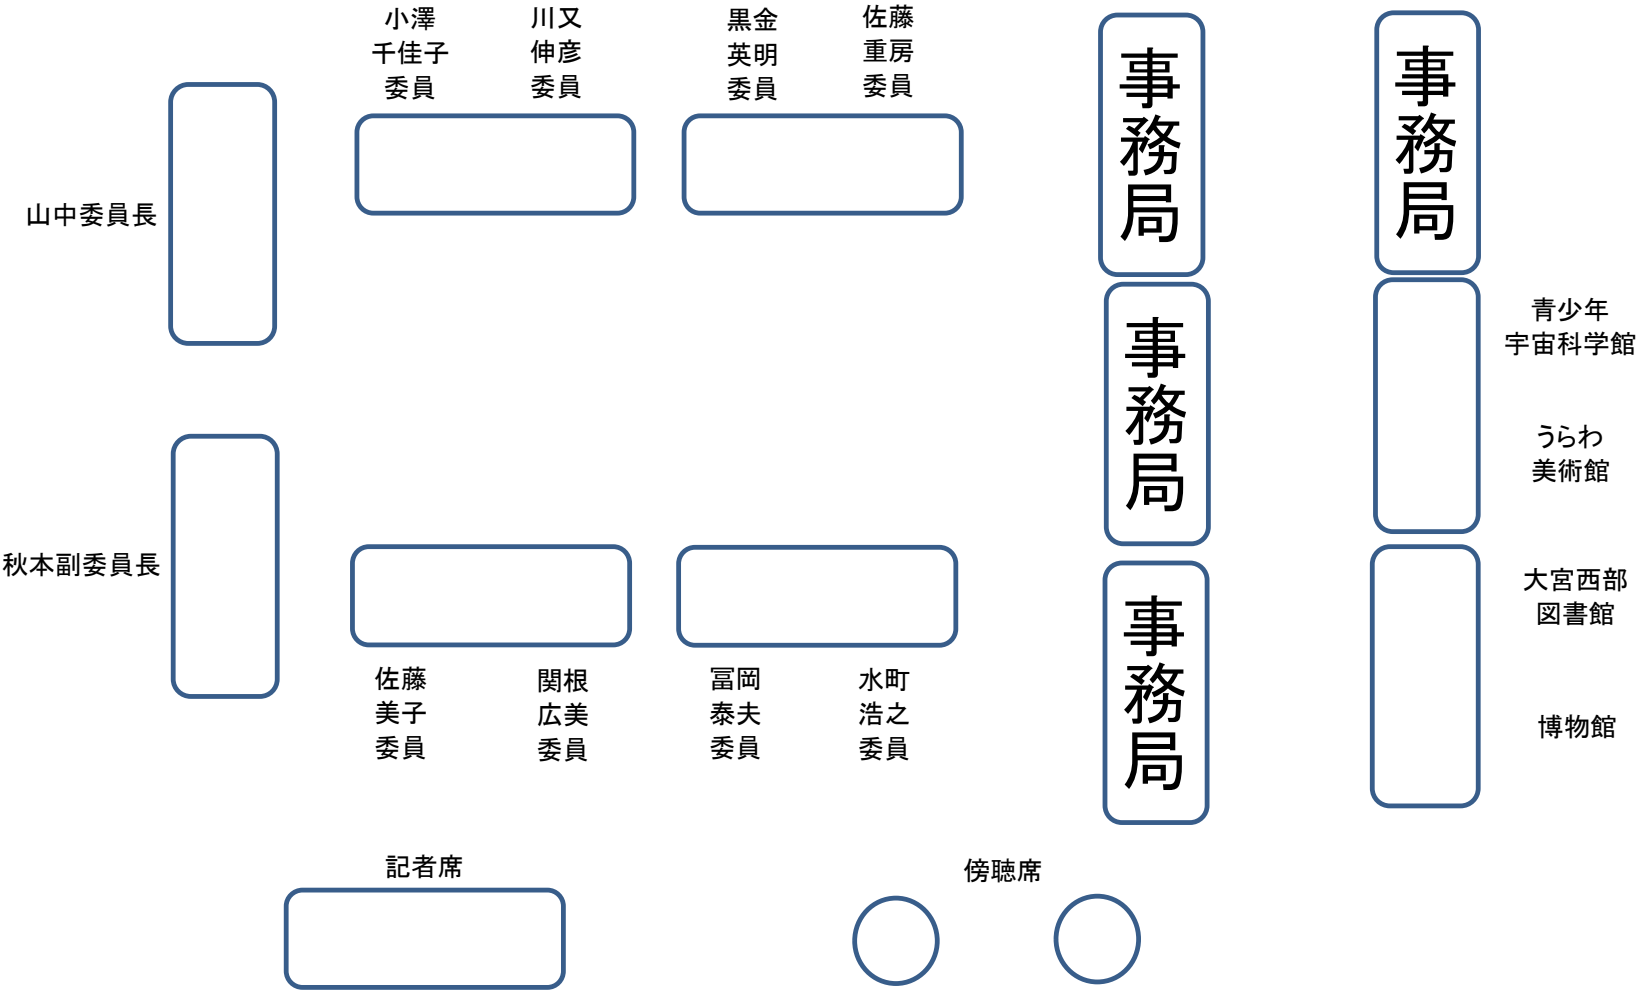 小澤
千佳子
委員
川又
伸彦
委員
黒金
英明
委員
佐藤
重房
委員
事務局
事務局
山中委員長
青少年
宇宙科学館
事務局
うらわ
美術館
秋本副委員長
大宮西部
図書館
事務局
佐藤
美子
委員
関根
広美
委員
冨岡
泰夫
委員
水町
浩之
委員
博物館
記者席
傍聴席